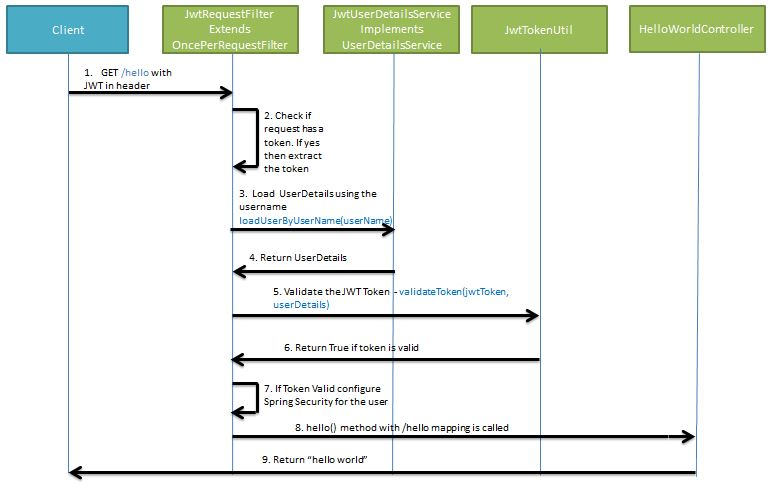 Client
JwtRequestFilter
Extends
OncePerRequestFilter
JwtUserDetailsService
Implements
UserDetailsService
JwtTokenUtil
HelloWorldController
1. GET /hello with
JWT in header
2. Check if
request has a
token. If yes
then extract
the token
3. Load UserDetails using the
username
loadUserByUserName(userName)
4. Return UserDetails
5. Validate the JWT Token - validateToken(jwtToken,
userDetails)
6. Return True if token is valid
7. If Token Valid configure
Spring Security for the user
8. hello() method with /hello mapping is called
9. Return “hello world”